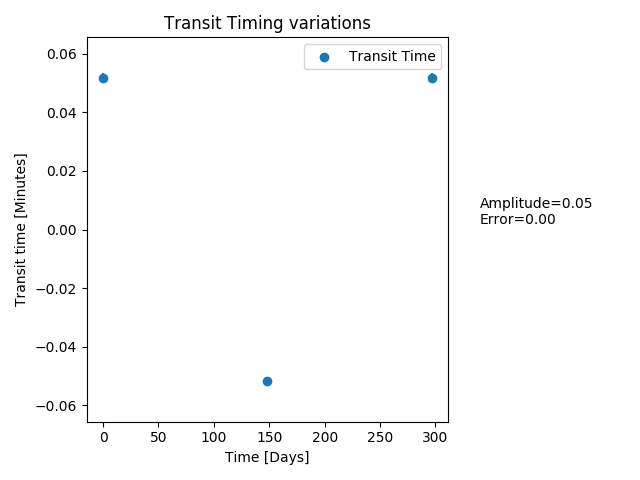 Transit Timing variations
Transit Time
0.06
0.04
0.02
0.00
−0.02
−0.04
−0.06
Transit time [Minutes]
Amplitude=0.05
Error=0.00
0 50 100 150 200 250 300
Time [Days]